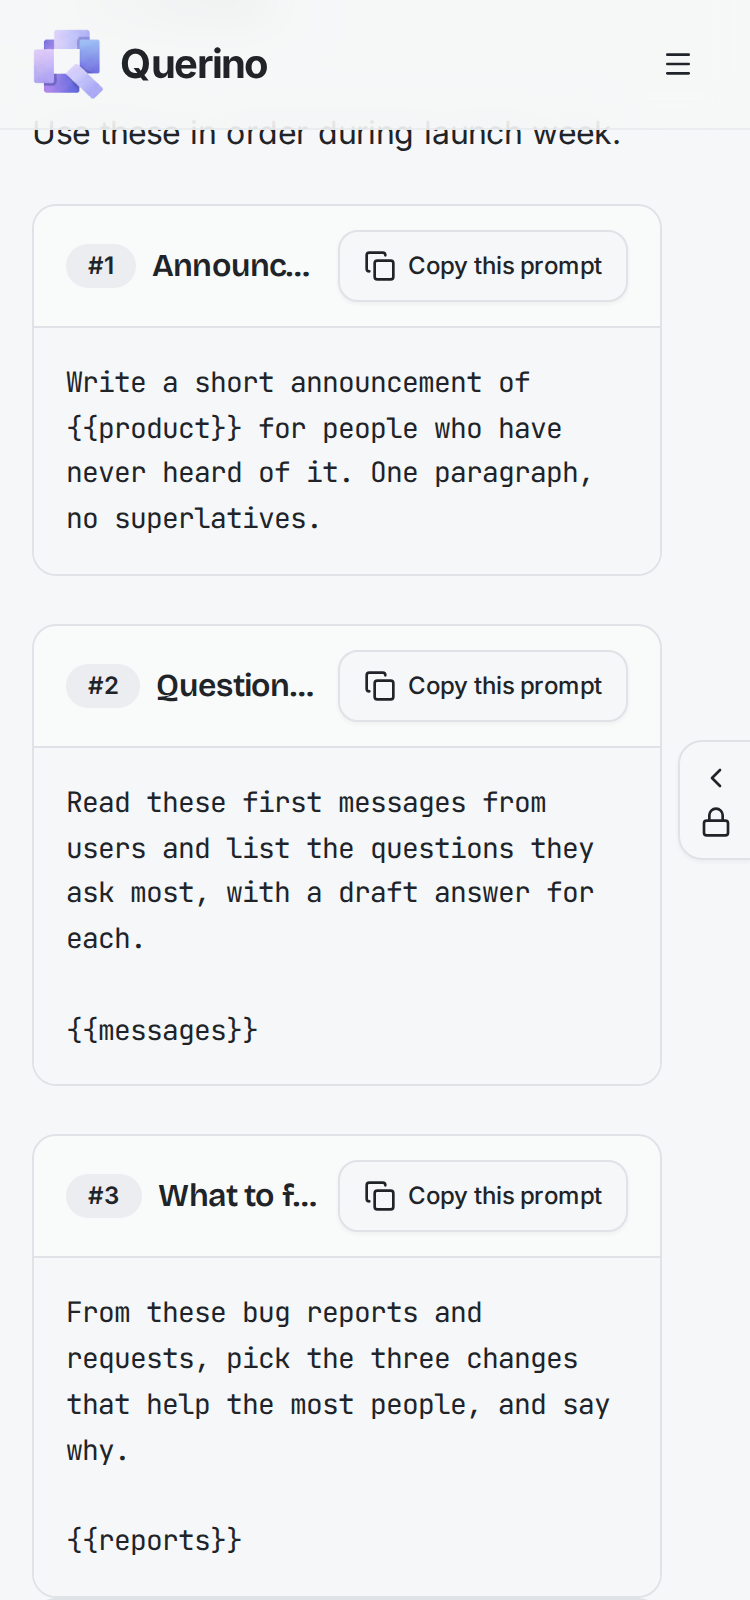 Querino
Use these in order during launch week.
#1 Announc... Copy this prompt
Write a short announcement of
{{product}} for people who have
never heard of it. One paragraph,
no superlatives.
#2 Question... Copy this prompt
Read these first messages from
users and list the questions they
ask most, with a draft answer for
each.
{{messages}}
#3 What to f... Copy this prompt
From these bug reports and
requests, pick the three changes
that help the most people, and say
why.
{{reports}}